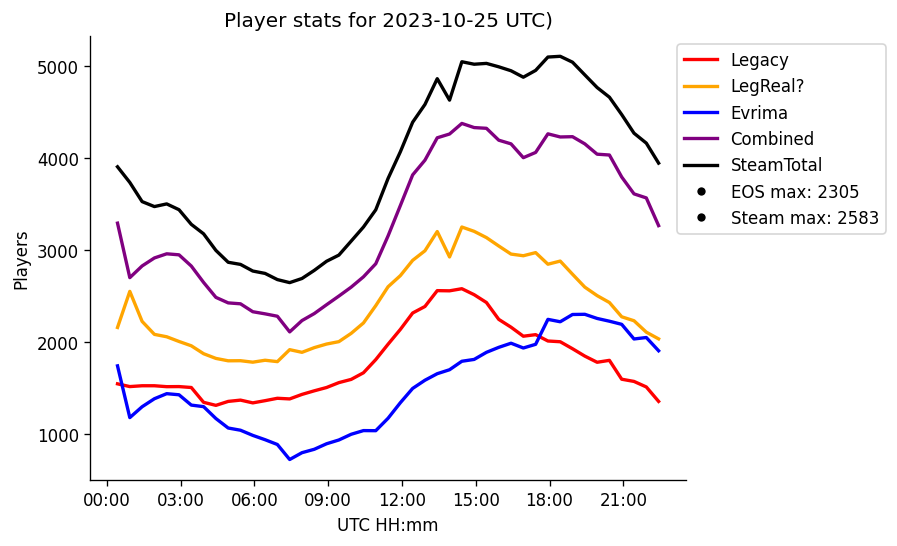 Player stats for 2023-10-25 UTC)
Legacy
LegReal?
Evrima
Combined
SteamTotal
EOS max: 2305
Steam max: 2583
Players
5000
4000
3000
2000
1000
00:00 03:00 06:00 09:00 12:00 15:00 18:00 21:00
UTC HH:mm